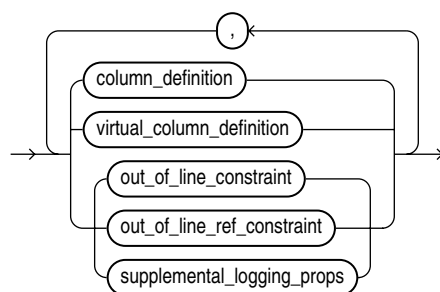 ,
column_definition
virtual_column_definition
out_of_line_constraint
out_of_line_ref_constraint
supplemental_logging_props